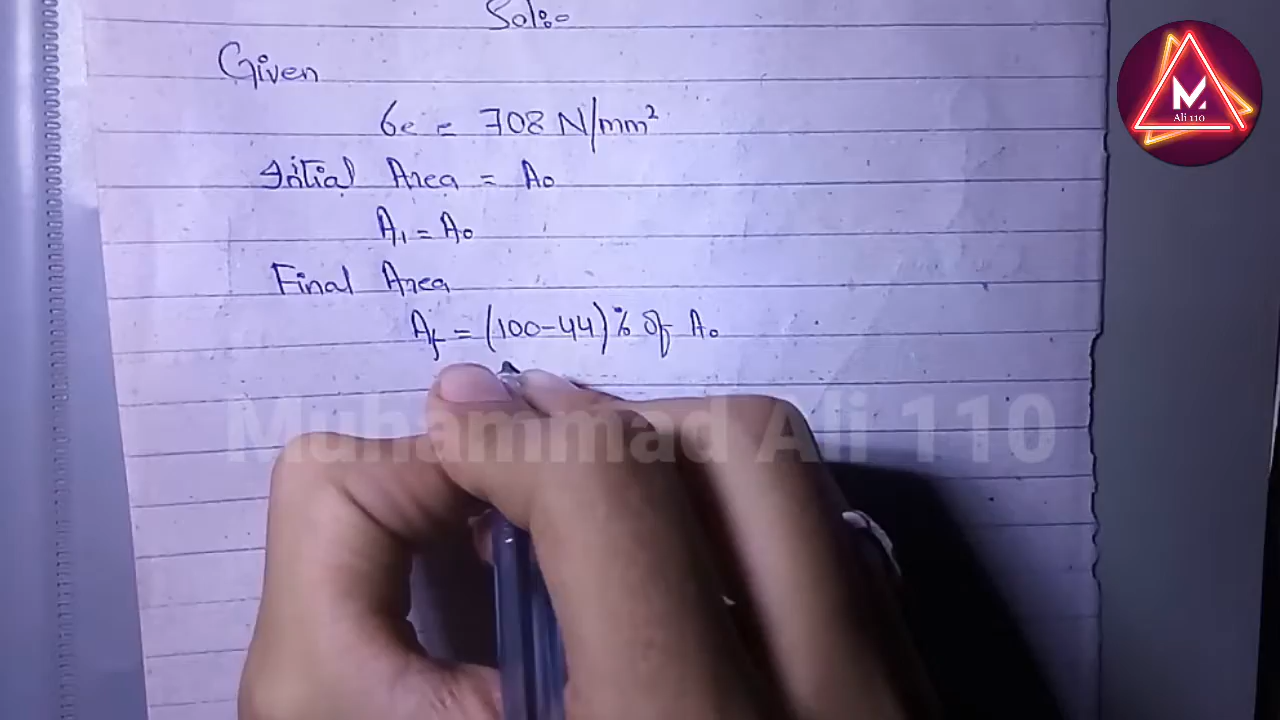 Sol:-
Given
6e = 708 N/mm²
Initial Area = A₀
A₁ = A₀
Final Area
Af = (100-44)% of A₀
Muhammad Ali 110
M
Ali 110